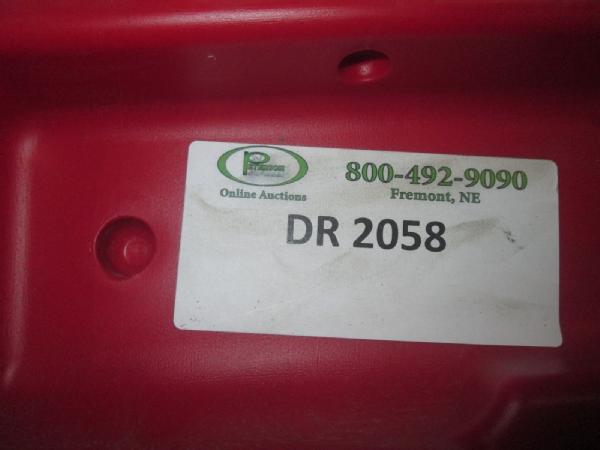 800-492-9090
Online Auctions
Fremont, NE
DR 2058